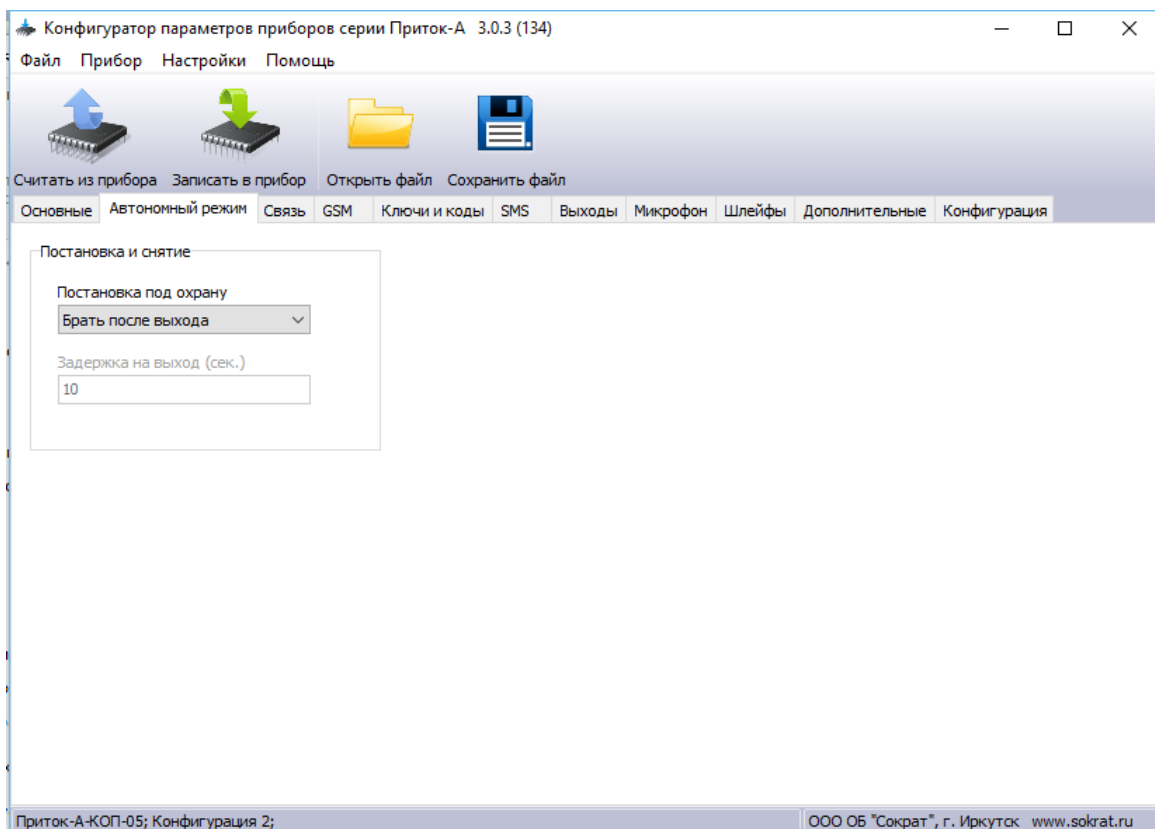 Конфигуратор параметров приборов серии Приток-А 3.0.3 (134)
Файл Прибор Настройки Помощь
Считать из прибора Записать в прибор Открыть файл Сохранить файл
Основные Автономный режим Связь GSM Ключи и коды SMS Выходы Микрофон Шлейфы Дополнительные Конфигурация
Постановка и снятие
Постановка под охрану
Брать после выхода
Задержка на выход (сек.)
10
Приток-А-КОП-05; Конфигурация 2; ООО ОБ "Сократ", г. Иркутск www.sokrat.ru